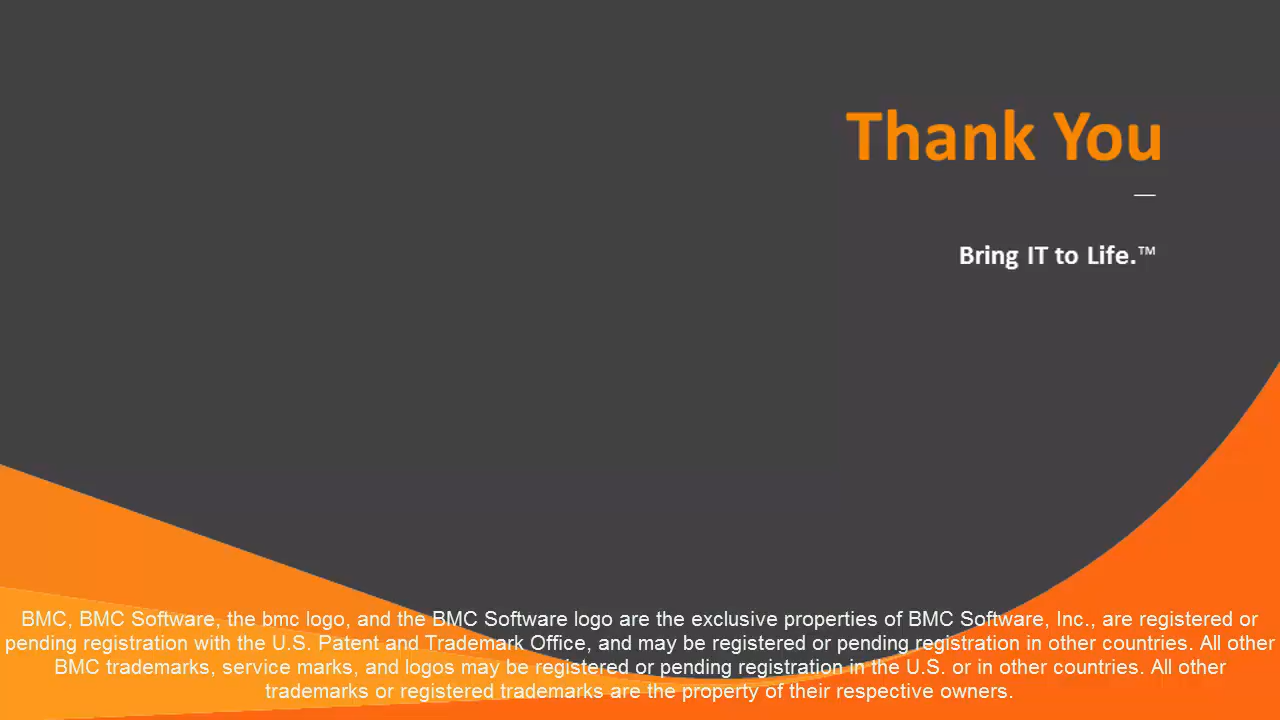 Thank You
Bring IT to Life.™
BMC, BMC Software, the bmc logo, and the BMC Software logo are the exclusive properties of BMC Software, Inc., are registered or
pending registration with the U.S. Patent and Trademark Office, and may be registered or pending registration in other countries. All other
BMC trademarks, service marks, and logos may be registered or pending registration in the U.S. or in other countries. All other
trademarks or registered trademarks are the property of their respective owners.